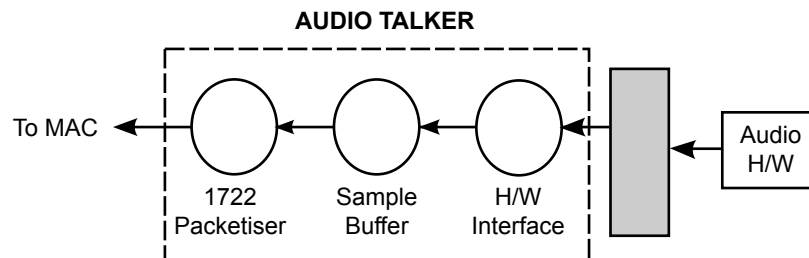 AUDIO TALKER
To MAC
Audio
H/W
1722
Packetiser
Sample
Buffer
H/W
Interface